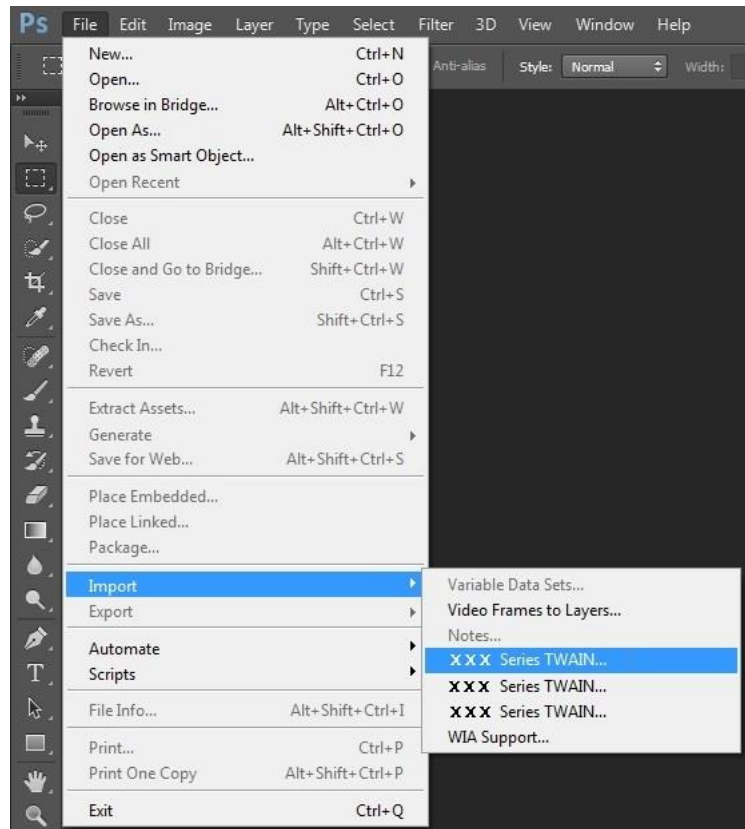 Ps File Edit Image Layer Type Select Filter 3D View Window Help
Anti-alias Style: Normal Width:
New... Ctrl+N
Open... Ctrl+O
Browse in Bridge... Alt+Ctrl+O
Open As... Alt+Shift+Ctrl+O
Open as Smart Object...
Open Recent
Close Ctrl+W
Close All Alt+Ctrl+W
Close and Go to Bridge... Shift+Ctrl+W
Save Ctrl+S
Save As... Shift+Ctrl+S
Check In...
Revert F12
Extract Assets... Alt+Shift+Ctrl+W
Generate
Save for Web... Alt+Shift+Ctrl+S
Place Embedded...
Place Linked...
Package...
Import
Export
Automate
Scripts
File Info... Alt+Shift+Ctrl+I
Print... Ctrl+P
Print One Copy Alt+Shift+Ctrl+P
Exit Ctrl+Q
Variable Data Sets...
Video Frames to Layers...
Notes...
XXX Series TWAIN...
XXX Series TWAIN...
XXX Series TWAIN...
WIA Support...